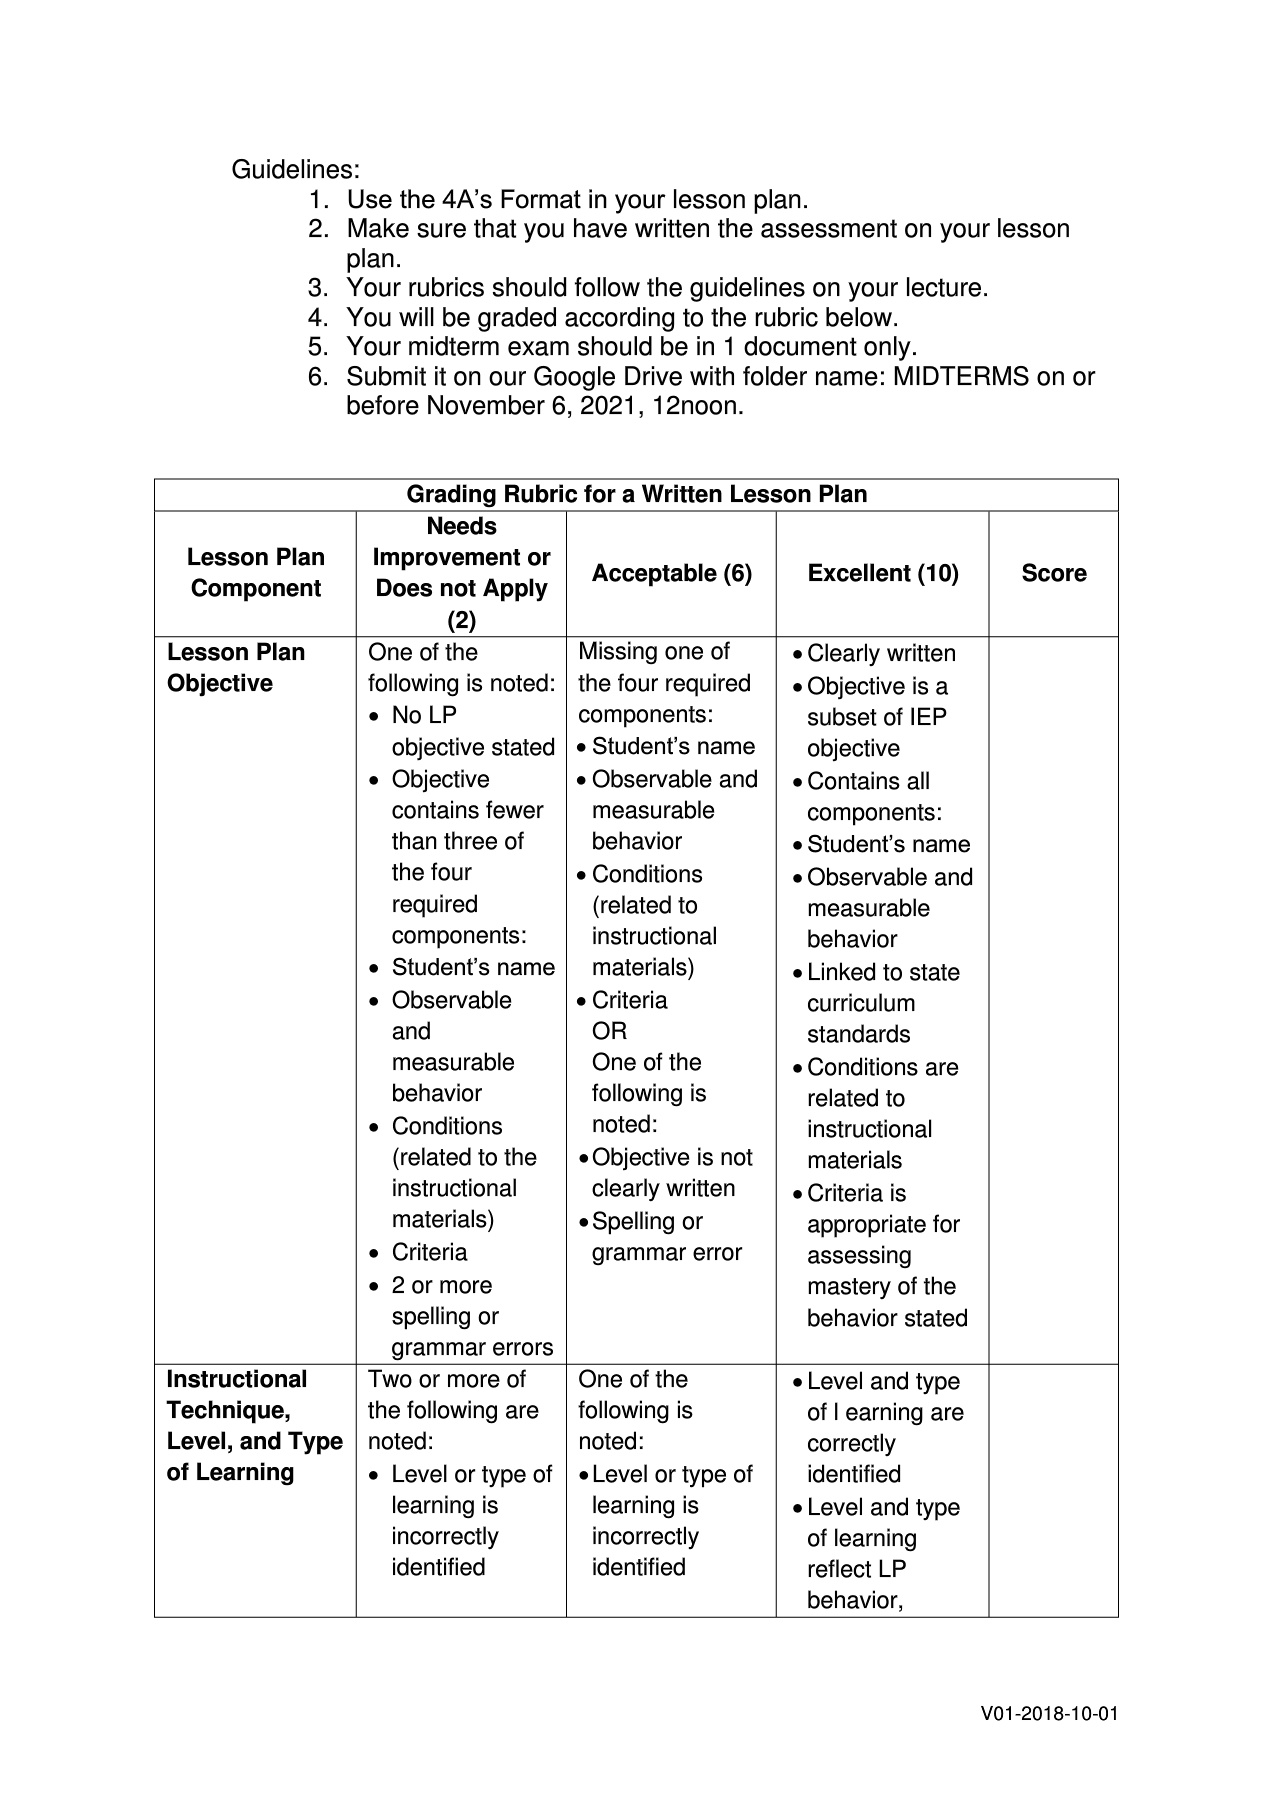 Guidelines:
1. Use the 4A's Format in your lesson plan.
2. Make sure that you have written the assessment on your lesson
plan.
3. Your rubrics should follow the guidelines on your lecture.
4. You will be graded according to the rubric below.
5. Your midterm exam should be in 1 document only.
6. Submit it on our Google Drive with folder name: MIDTERMS on or
before November 6, 2021, 12noon.
Grading Rubric for a Written Lesson Plan
Lesson Plan
Component
Needs
Improvement or
Does not Apply
(2)
Acceptable (6)
Excellent (10)
Score
Lesson Plan
Objective
One of the
following is noted:
• No LP
objective stated
• Objective
contains fewer
than three of
the four
required
components:
• Student's name
• Observable
and
measurable
behavior
• Conditions
(related to the
instructional
materials)
• Criteria
• 2 or more
spelling or
grammar errors
Missing one of
the four required
components:
• Student's name
• Observable and
measurable
behavior
• Conditions
(related to
instructional
materials)
• Criteria
OR
One of the
following is
noted:
• Objective is not
clearly written
• Spelling or
grammar error
• Clearly written
• Objective is a
subset of IEP
objective
• Contains all
components:
• Student's name
• Observable and
measurable
behavior
• Linked to state
curriculum
standards
• Conditions are
related to
instructional
materials
• Criteria is
appropriate for
assessing
mastery of the
behavior stated
Instructional
Technique,
Level, and Type
of Learning
Two or more of
the following are
noted:
• Level or type of
learning is
incorrectly
identified
One of the
following is
noted:
• Level or type of
learning is
incorrectly
identified
• Level and type
of l earning are
correctly
identified
• Level and type
of learning
reflect LP
behavior,
V01-2018-10-01